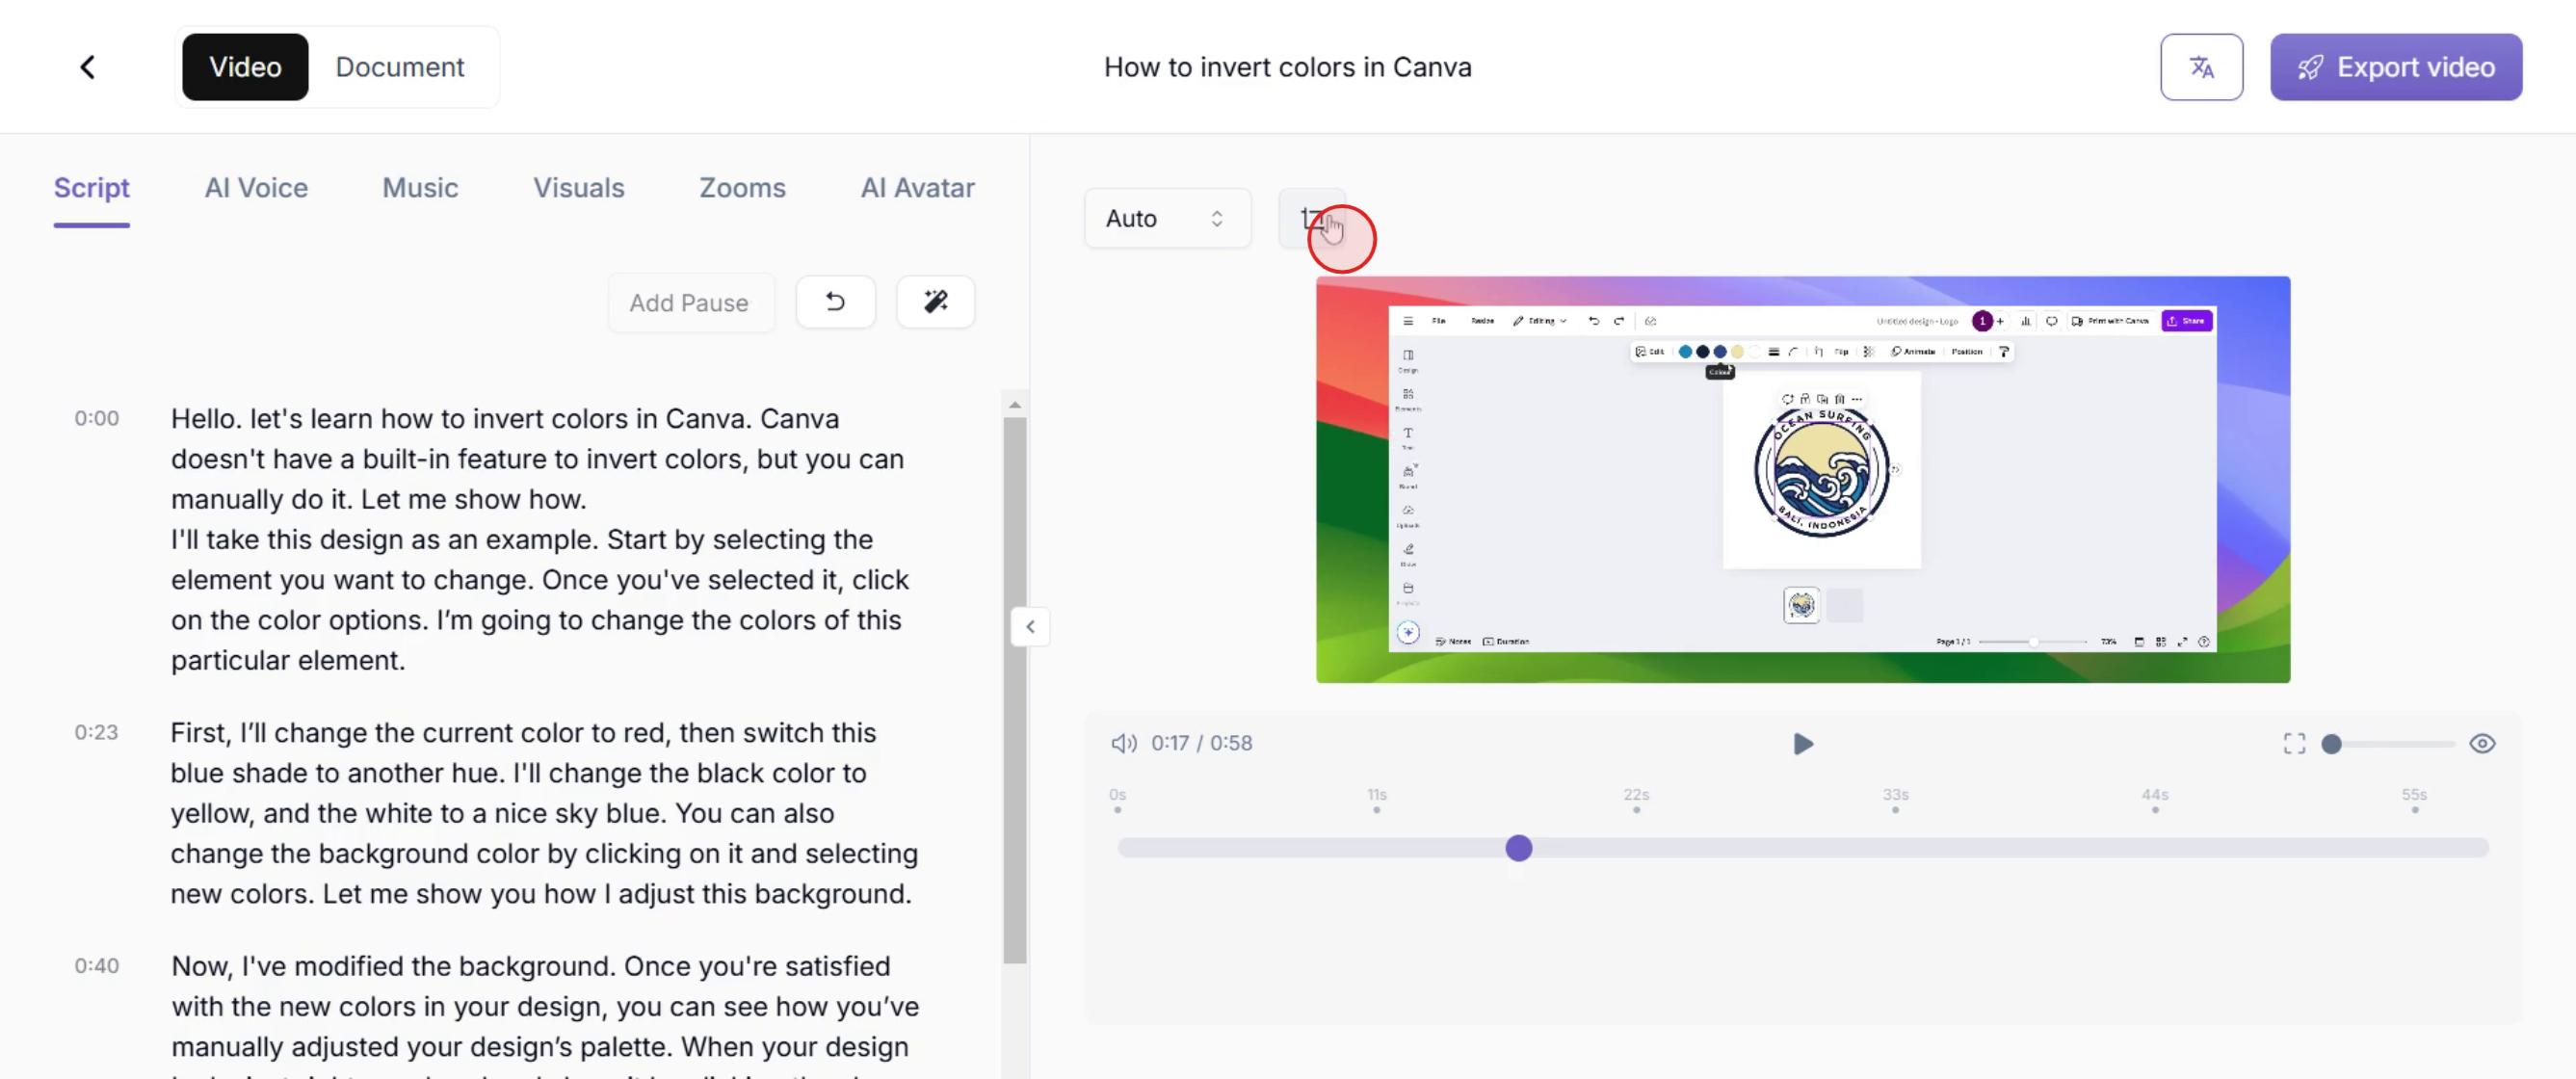 Video
Document
How to invert colors in Canva
Export video
Script
AI Voice
Music
Visuals
Zooms
AI Avatar
Auto
Add Pause
0:00
Hello. let's learn how to invert colors in Canva. Canva
doesn't have a built-in feature to invert colors, but you can
manually do it. Let me show how.
I'll take this design as an example. Start by selecting the
element you want to change. Once you've selected it, click
on the color options. I’m going to change the colors of this
particular element.
0:23
First, I’ll change the current color to red, then switch this
blue shade to another hue. I'll change the black color to
yellow, and the white to a nice sky blue. You can also
change the background color by clicking on it and selecting
new colors. Let me show you how I adjust this background.
0:40
Now, I've modified the background. Once you're satisfied
with the new colors in your design, you can see how you’ve
manually adjusted your design’s palette. When your design
File
Resize
Editing
Untitled design - Logo
1
Print with Canva
Share
Edit
Flip
Animate
Position
Colour
Design
Elements
Text
Brand
Uploads
Draw
Projects
OCEAN SURFING
BALI, INDONESIA
Notes
Duration
Page 1 / 1
73%
0:17 / 0:58
0s
11s
22s
33s
44s
55s